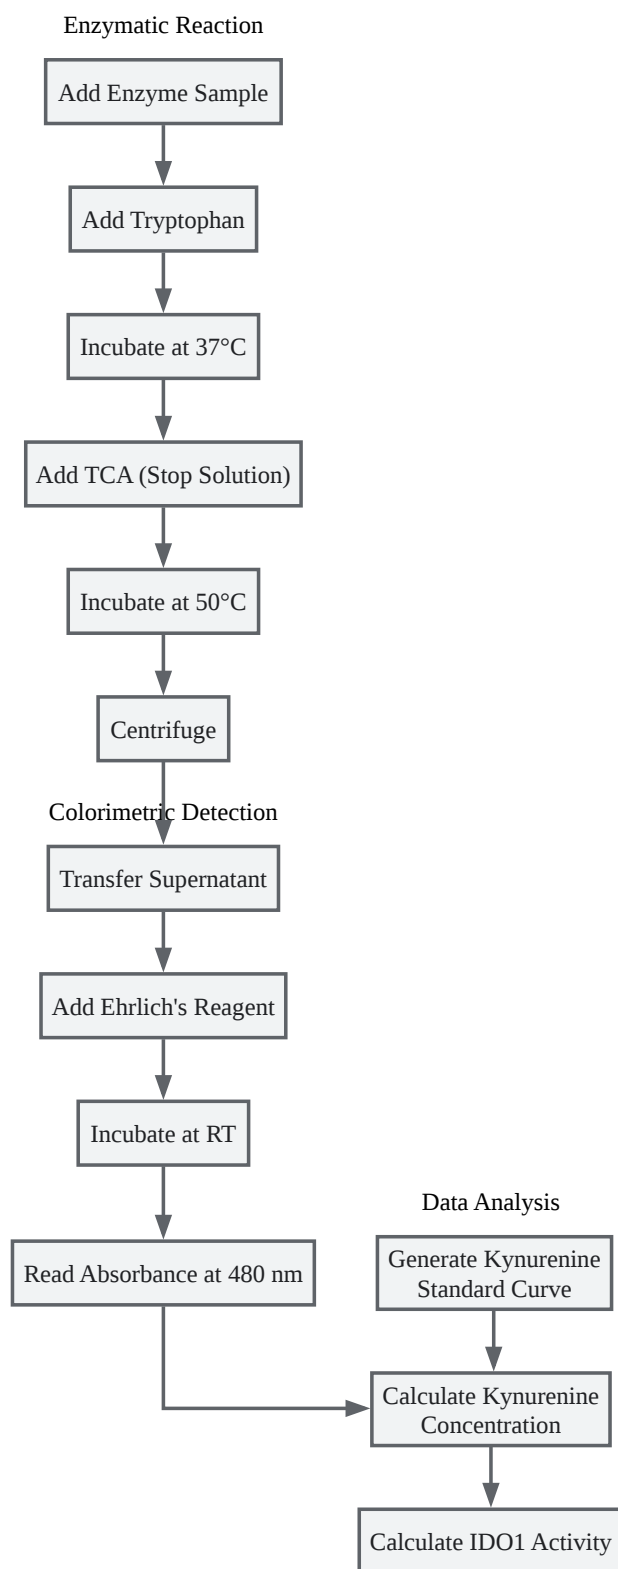 Enzymatic Reaction
Add Enzyme Sample
Add Tryptophan
Incubate at 37°C
Add TCA (Stop Solution)
Incubate at 50°C
Centrifuge
Colorimetric Detection
Transfer Supernatant
Add Ehrlich's Reagent
Incubate at RT
Read Absorbance at 480 nm
Data Analysis
Generate Kynurenine
Standard Curve
Calculate Kynurenine
Concentration
Calculate IDO1 Activity